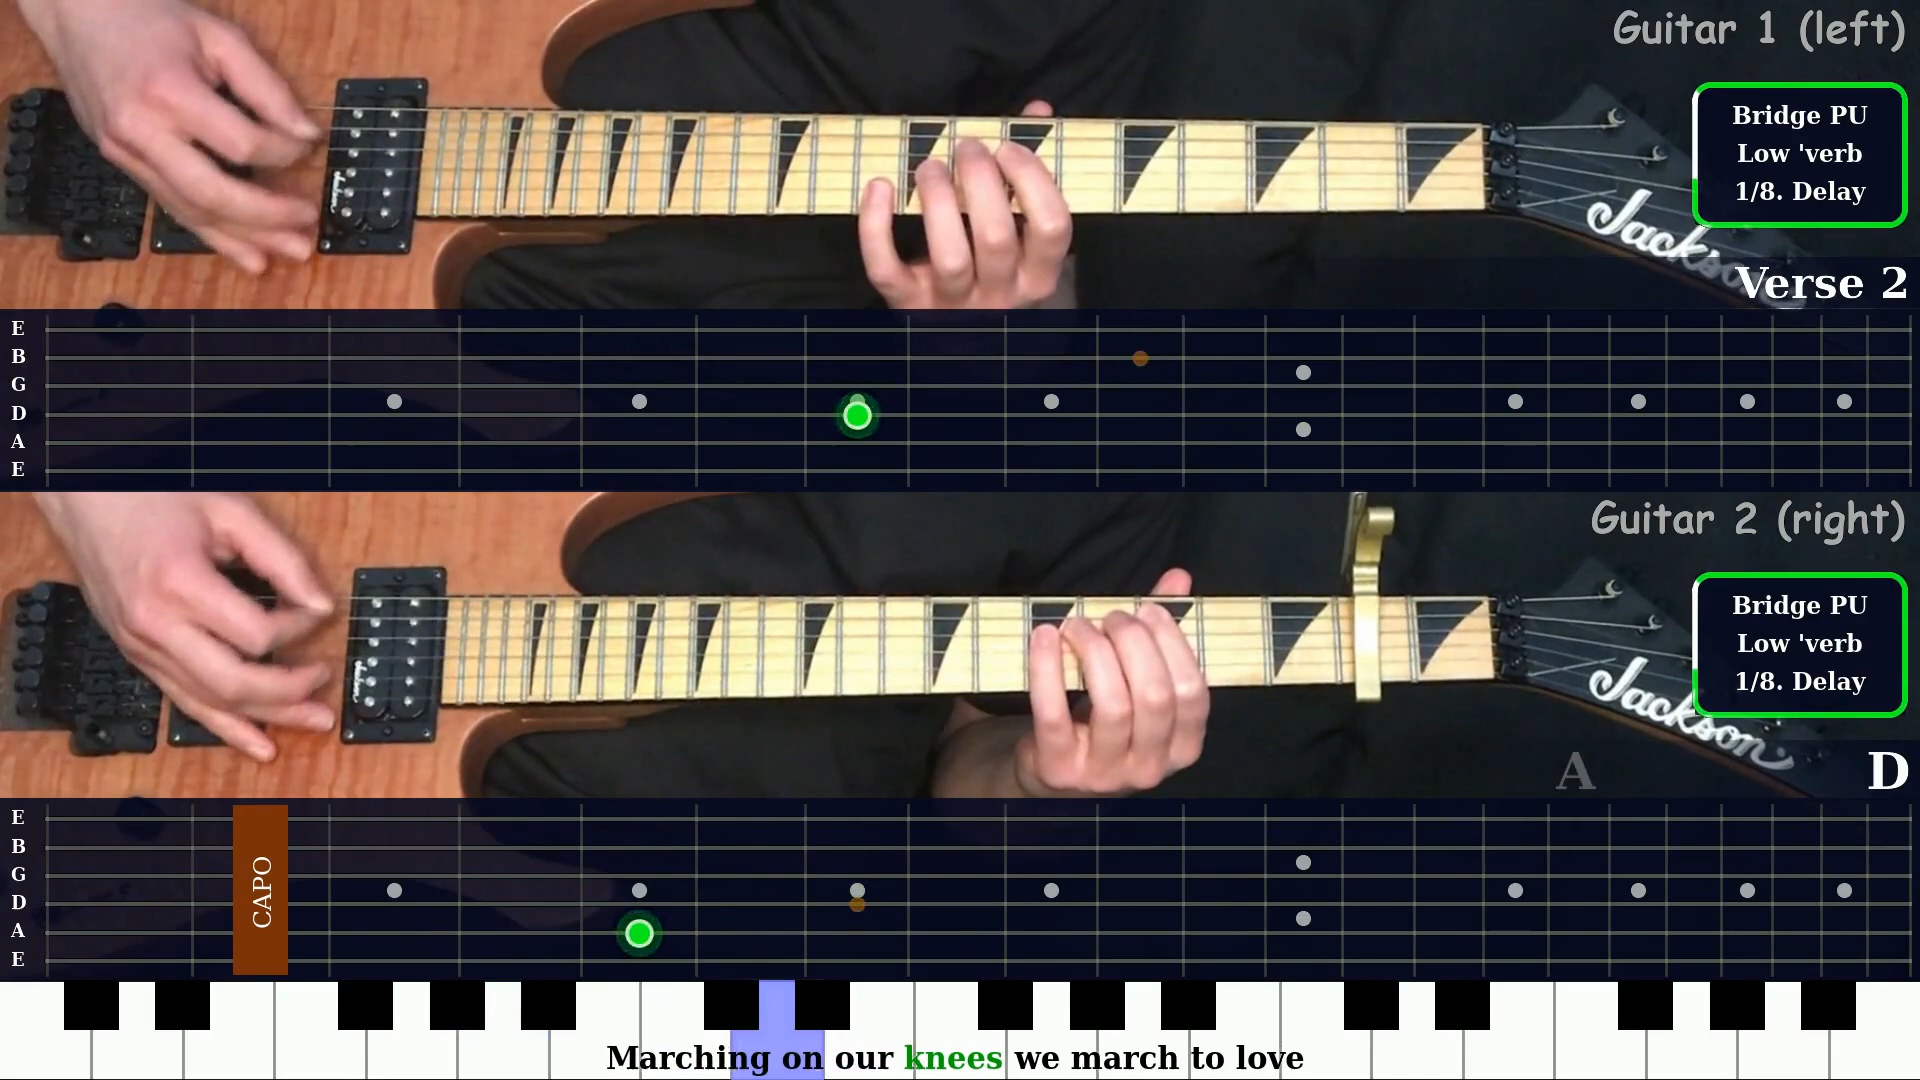 Guitar 1 (left)
Bridge PU
Low 'verb
1/8. Delay
Jackson
Verse 2
E
B
G
D
A
E
Guitar 2 (right)
Bridge PU
Low 'verb
1/8. Delay
Jackson
A D
E
B
G
D
A
E
CAPO
Marching on our knees we march to love